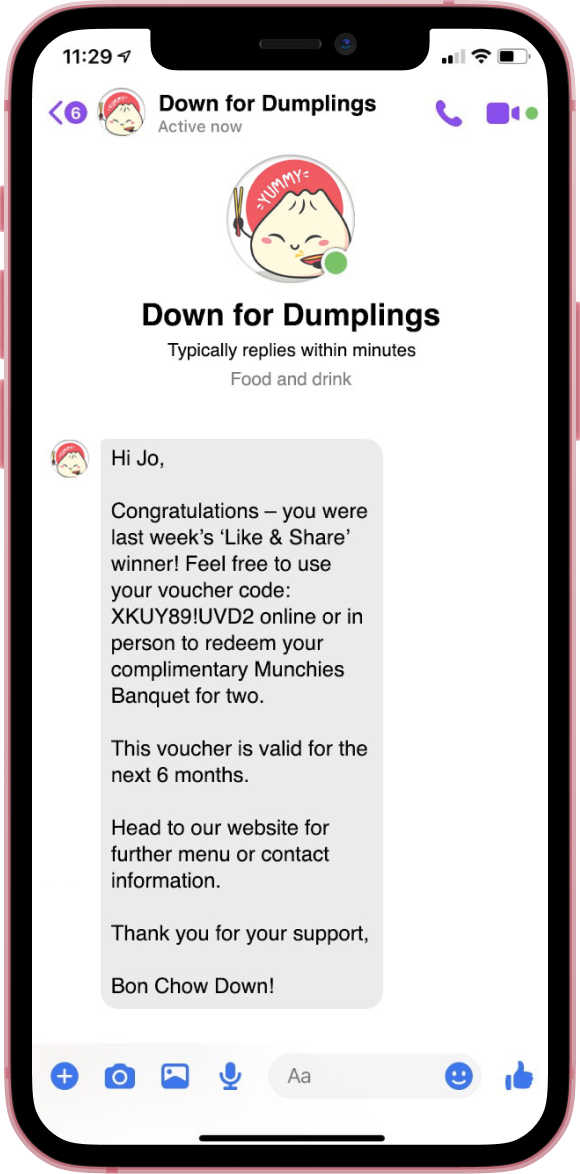 11:29
6
Down for Dumplings
Active now
=YUMMY=
Down for Dumplings
Typically replies within minutes
Food and drink
Hi Jo,
Congratulations – you were
last week’s ‘Like & Share’
winner! Feel free to use
your voucher code:
XKUY89!UVD2 online or in
person to redeem your
complimentary Munchies
Banquet for two.
This voucher is valid for the
next 6 months.
Head to our website for
further menu or contact
information.
Thank you for your support,
Bon Chow Down!
Aa